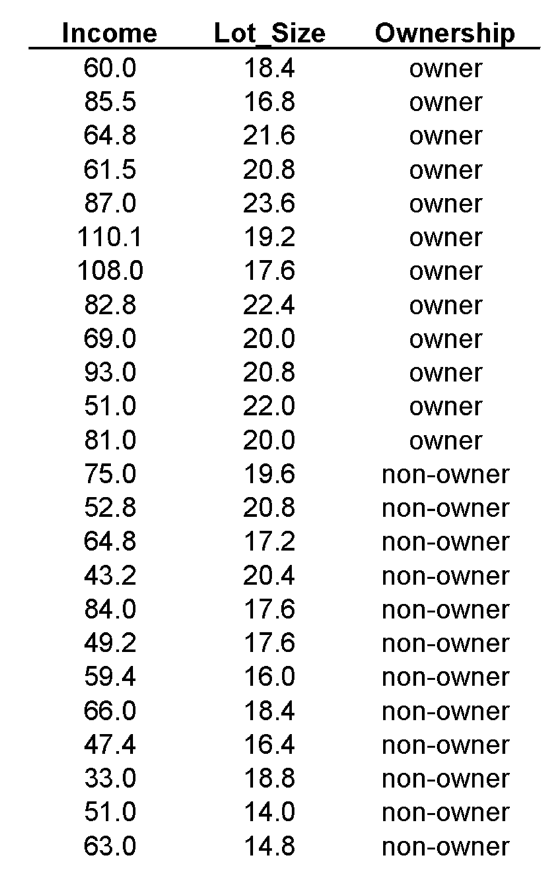 Income Lot_Size Ownership
60.0 18.4 owner
85.5 16.8 owner
64.8 21.6 owner
61.5 20.8 owner
87.0 23.6 owner
110.1 19.2 owner
108.0 17.6 owner
82.8 22.4 owner
69.0 20.0 owner
93.0 20.8 owner
51.0 22.0 owner
81.0 20.0 owner
75.0 19.6 non-owner
52.8 20.8 non-owner
64.8 17.2 non-owner
43.2 20.4 non-owner
84.0 17.6 non-owner
49.2 17.6 non-owner
59.4 16.0 non-owner
66.0 18.4 non-owner
47.4 16.4 non-owner
33.0 18.8 non-owner
51.0 14.0 non-owner
63.0 14.8 non-owner